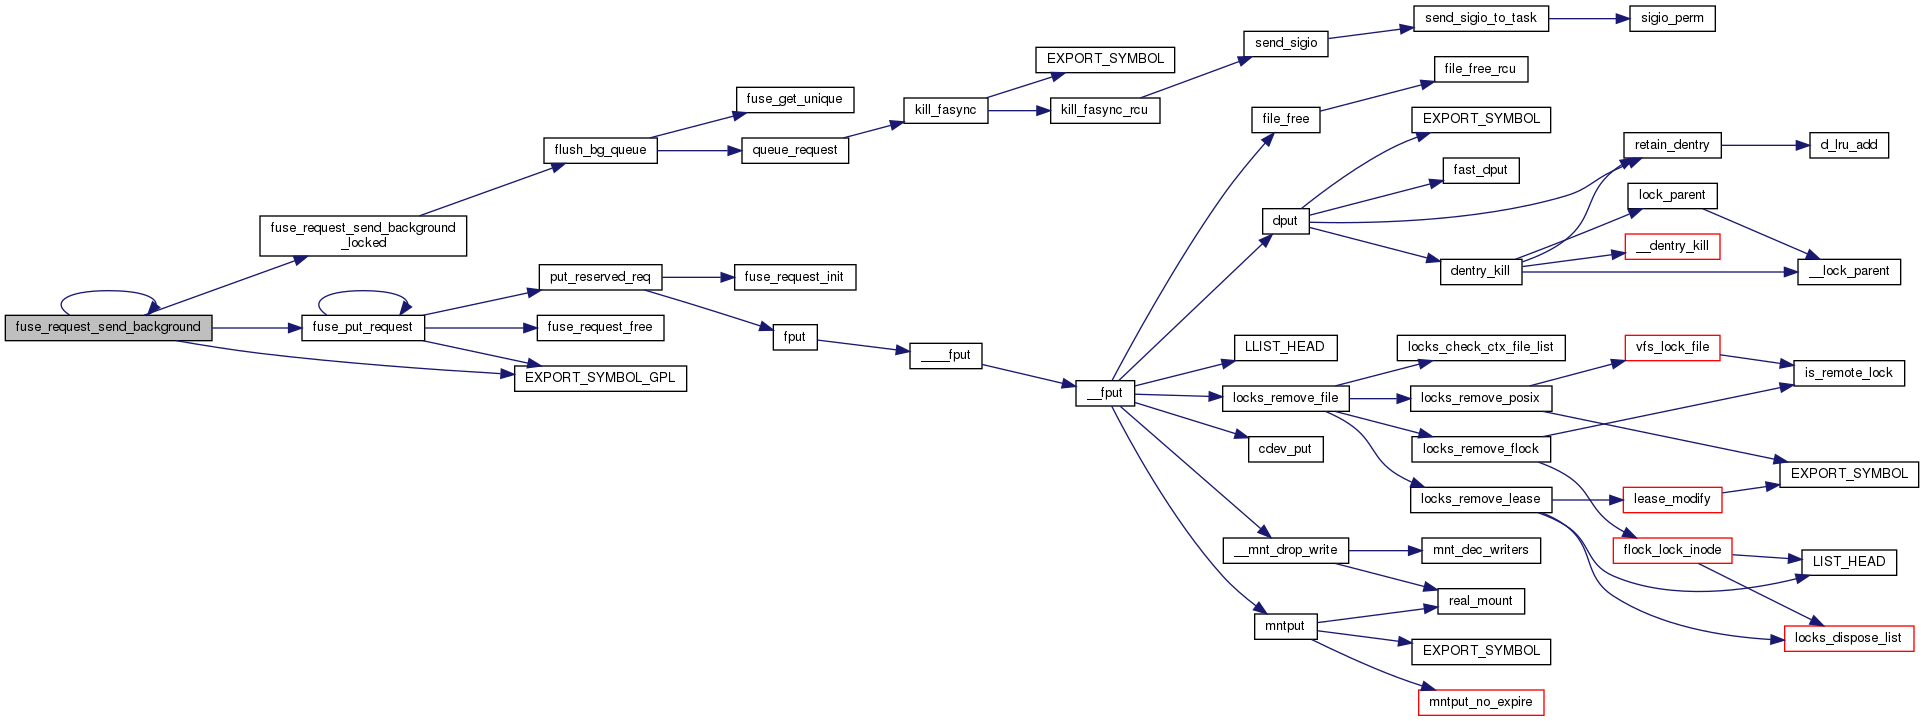 send_sigio_to_task
sigio_perm
send_sigio
EXPORT_SYMBOL
file_free_rcu
fuse_get_unique
kill_fasync
kill_fasync_rcu
file_free
EXPORT_SYMBOL
flush_bg_queue
queue_request
retain_dentry
d_lru_add
fast_dput
lock_parent
dput
fuse_request_send_background
_locked
__dentry_kill
dentry_kill
__lock_parent
put_reserved_req
fuse_request_init
fuse_request_send_background
fuse_put_request
fuse_request_free
fput
____fput
LLIST_HEAD
locks_check_ctx_file_list
vfs_lock_file
is_remote_lock
EXPORT_SYMBOL_GPL
__fput
locks_remove_file
locks_remove_posix
cdev_put
locks_remove_flock
EXPORT_SYMBOL
locks_remove_lease
lease_modify
__mnt_drop_write
mnt_dec_writers
flock_lock_inode
LIST_HEAD
real_mount
mntput
locks_dispose_list
EXPORT_SYMBOL
mntput_no_expire